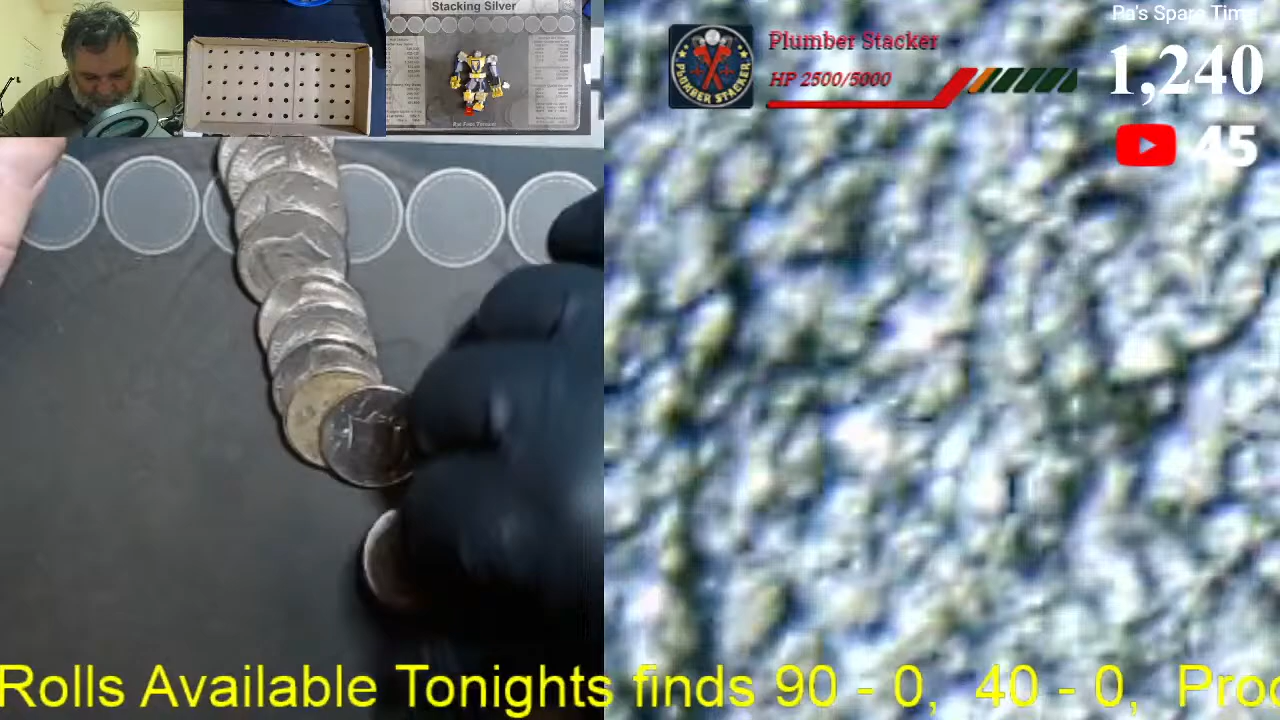 Stacking Silver
Pa's Spare Time
Plumber Stacker
HP 2500/5000
PLUMBER STACKER
1,240
45
Rolls Available Tonights finds 90 - 0, 40 - 0, Proo